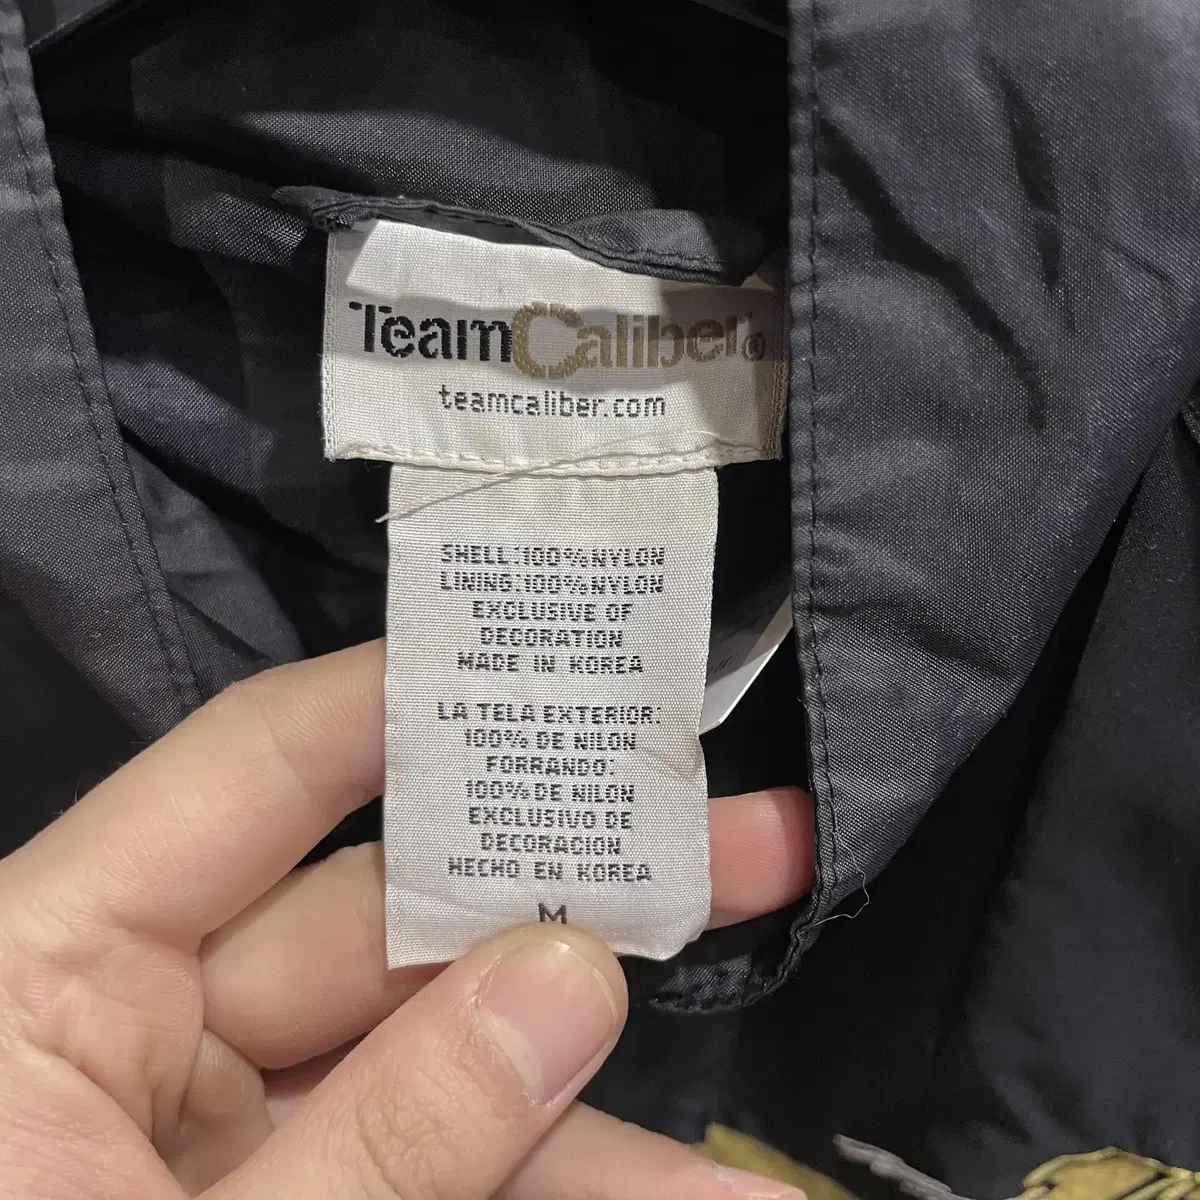 TeamCaliber®
teamcaliber.com
SHELL:100%NYLON
LINING:100%NYLON
EXCLUSIVE OF
DECORATION
MADE IN KOREA
LA TELA EXTERIOR:
100% DE NILON
FORRANDO:
100% DE NILON
EXCLUSIVO DE
DECORACION
HECHO EN KOREA
M